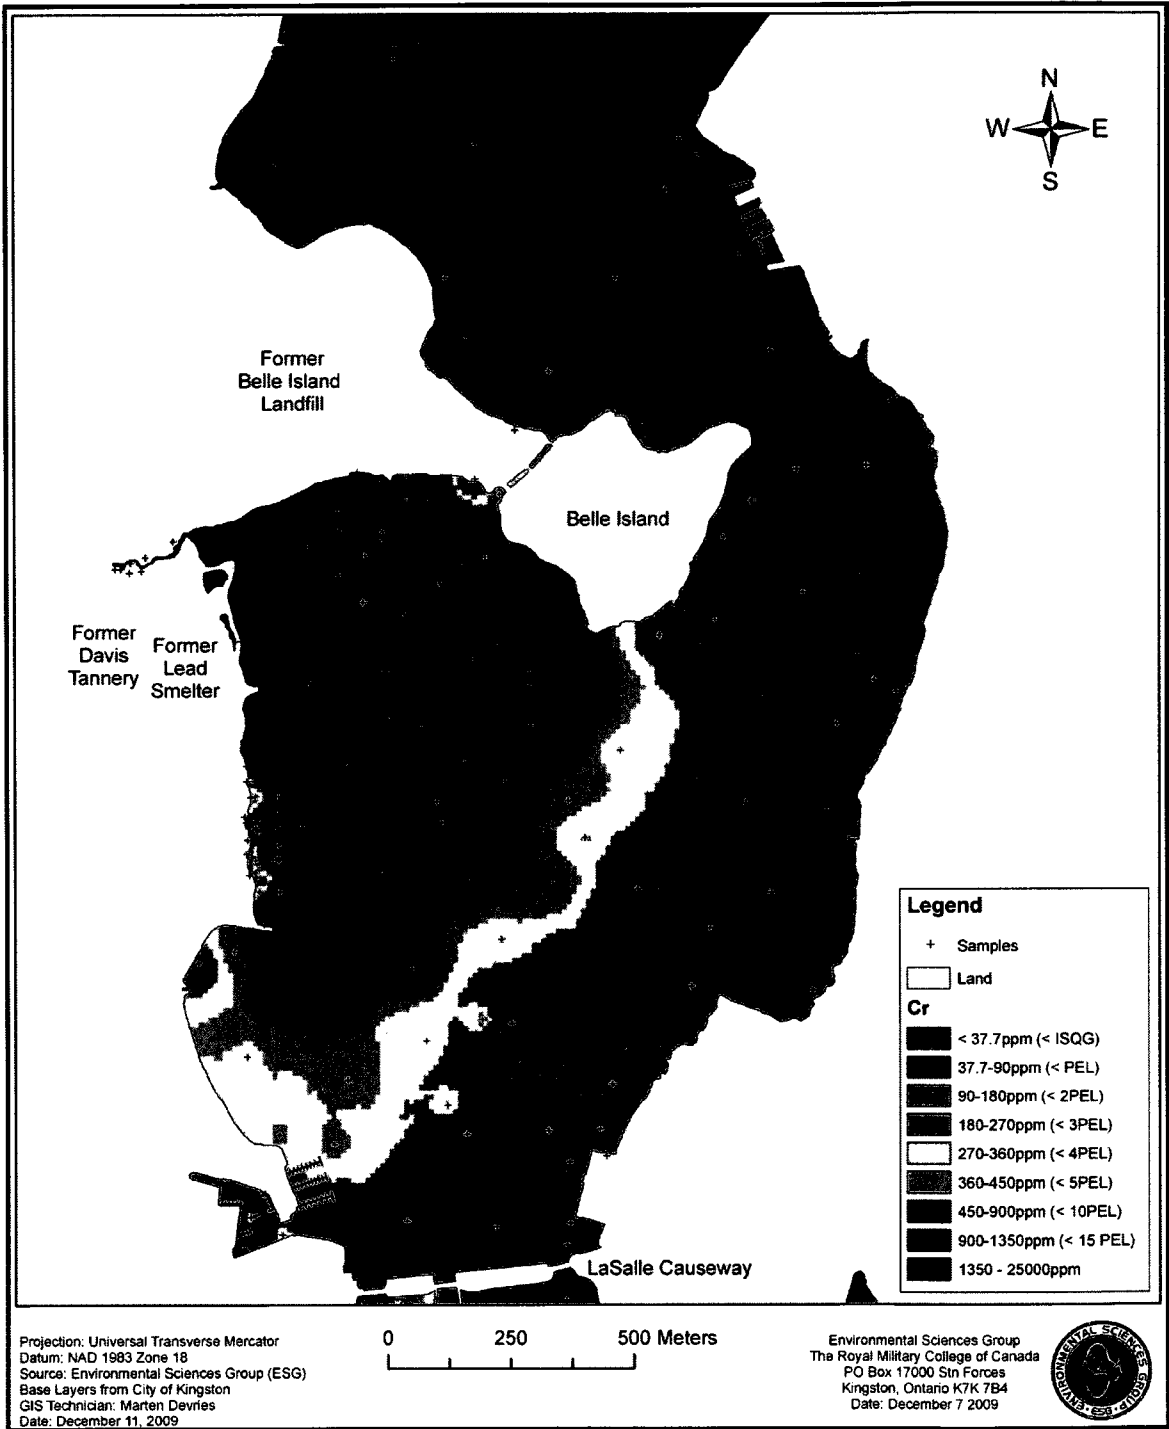 N
W E
S
Former
Belle Island
Landfill
Belle Island
Former
Davis
Tannery
Former
Lead
Smelter
Legend
+ Samples
Land
Cr
< 37.7ppm (< ISQG)
37.7-90ppm (< PEL)
90-180ppm (< 2PEL)
180-270ppm (< 3PEL)
270-360ppm (< 4PEL)
360-450ppm (< 5PEL)
450-900ppm (< 10PEL)
900-1350ppm (< 15 PEL)
1350 - 25000ppm
LaSalle Causeway
Projection: Universal Transverse Mercator
Datum: NAD 1983 Zone 18
Source: Environmental Sciences Group (ESG)
Base Layers from City of Kingston
GIS Technician: Marten Devries
Date: December 11, 2009
0 250 500 Meters
Environmental Sciences Group
The Royal Military College of Canada
PO Box 17000 Stn Forces
Kingston, Ontario K7K 7B4
Date: December 7 2009
ENVIRONMENTAL SCIENCES GROUP
ESG